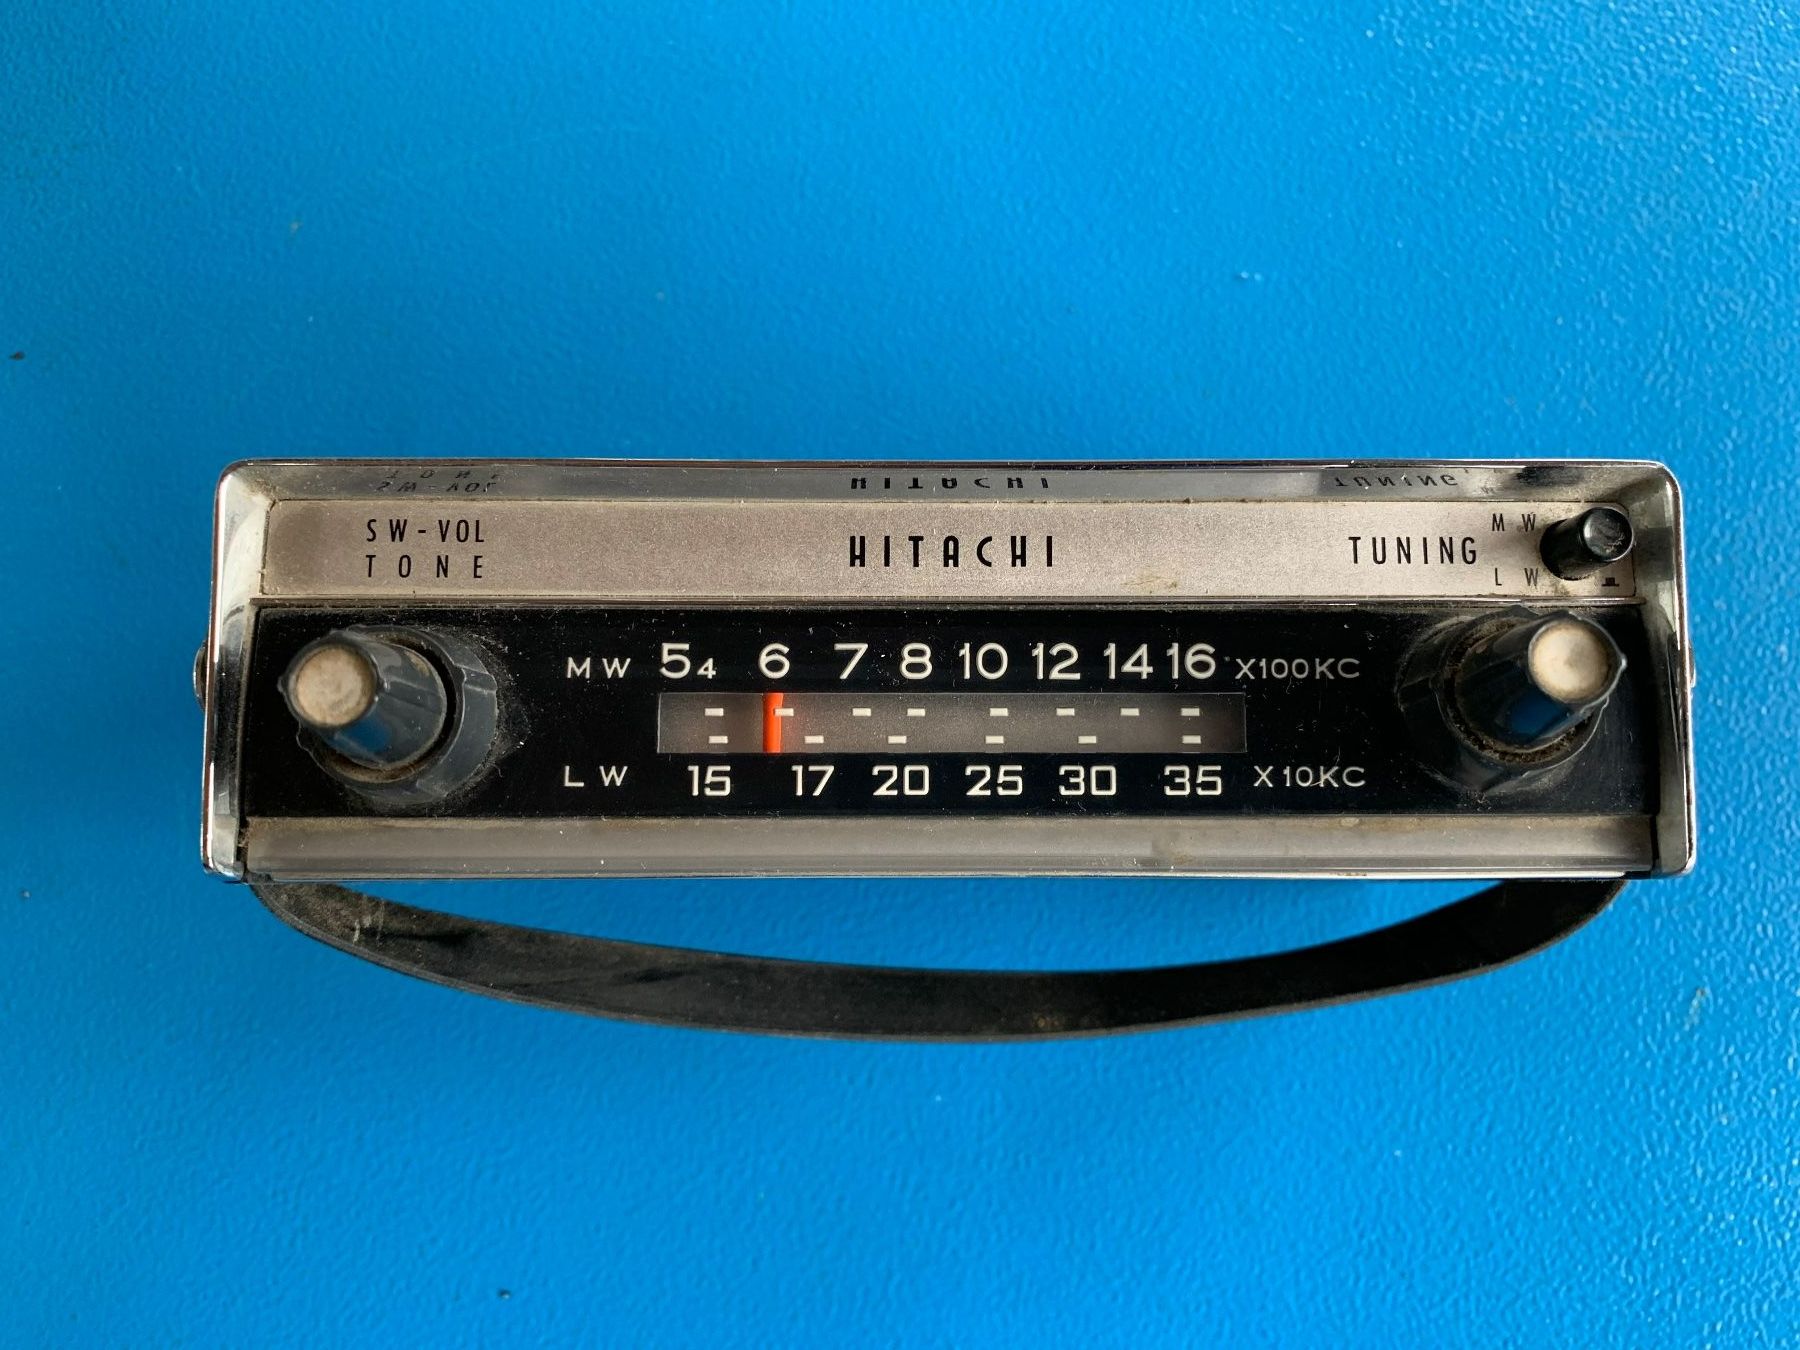 SW-VOL
TONE
HITACHI
TUNING
MW
LW
MW 54 6 7 8 10 12 14 16 X100KC
LW 15 17 20 25 30 35 X10KC